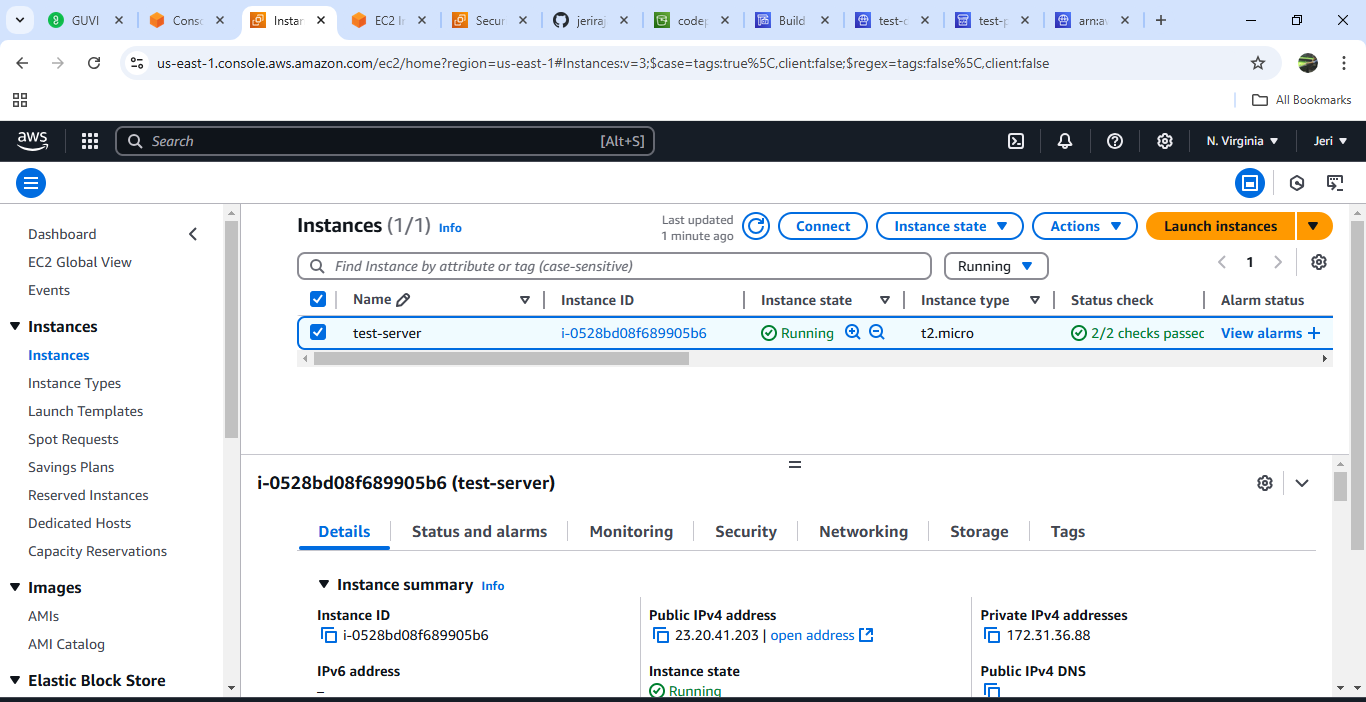 GUVI
Consc
Instan
EC2 In
Secur
jeriraj
codep
Build
test-c
test-p
arn:av
us-east-1.console.aws.amazon.com/ec2/home?region=us-east-1#Instances:v=3;$case=tags:true%5C,client:false;$regex=tags:false%5C,client:false
All Bookmarks
aws
Search
[Alt+S]
N. Virginia
Jeri
Dashboard
EC2 Global View
Events
Instances
Instances
Instance Types
Launch Templates
Spot Requests
Savings Plans
Reserved Instances
Dedicated Hosts
Capacity Reservations
Images
AMIs
AMI Catalog
Elastic Block Store
Instances (1/1) Info
Last updated
1 minute ago
Connect
Instance state
Actions
Launch instances
Find Instance by attribute or tag (case-sensitive)
Running
1
Name Instance ID Instance state Instance type Status check Alarm status
test-server i-0528bd08f689905b6 Running t2.micro 2/2 checks passec View alarms +
i-0528bd08f689905b6 (test-server)
Details Status and alarms Monitoring Security Networking Storage Tags
Instance summary Info
Instance ID
i-0528bd08f689905b6
IPv6 address
–
Public IPv4 address
23.20.41.203 | open address
Instance state
Running
Private IPv4 addresses
172.31.36.88
Public IPv4 DNS